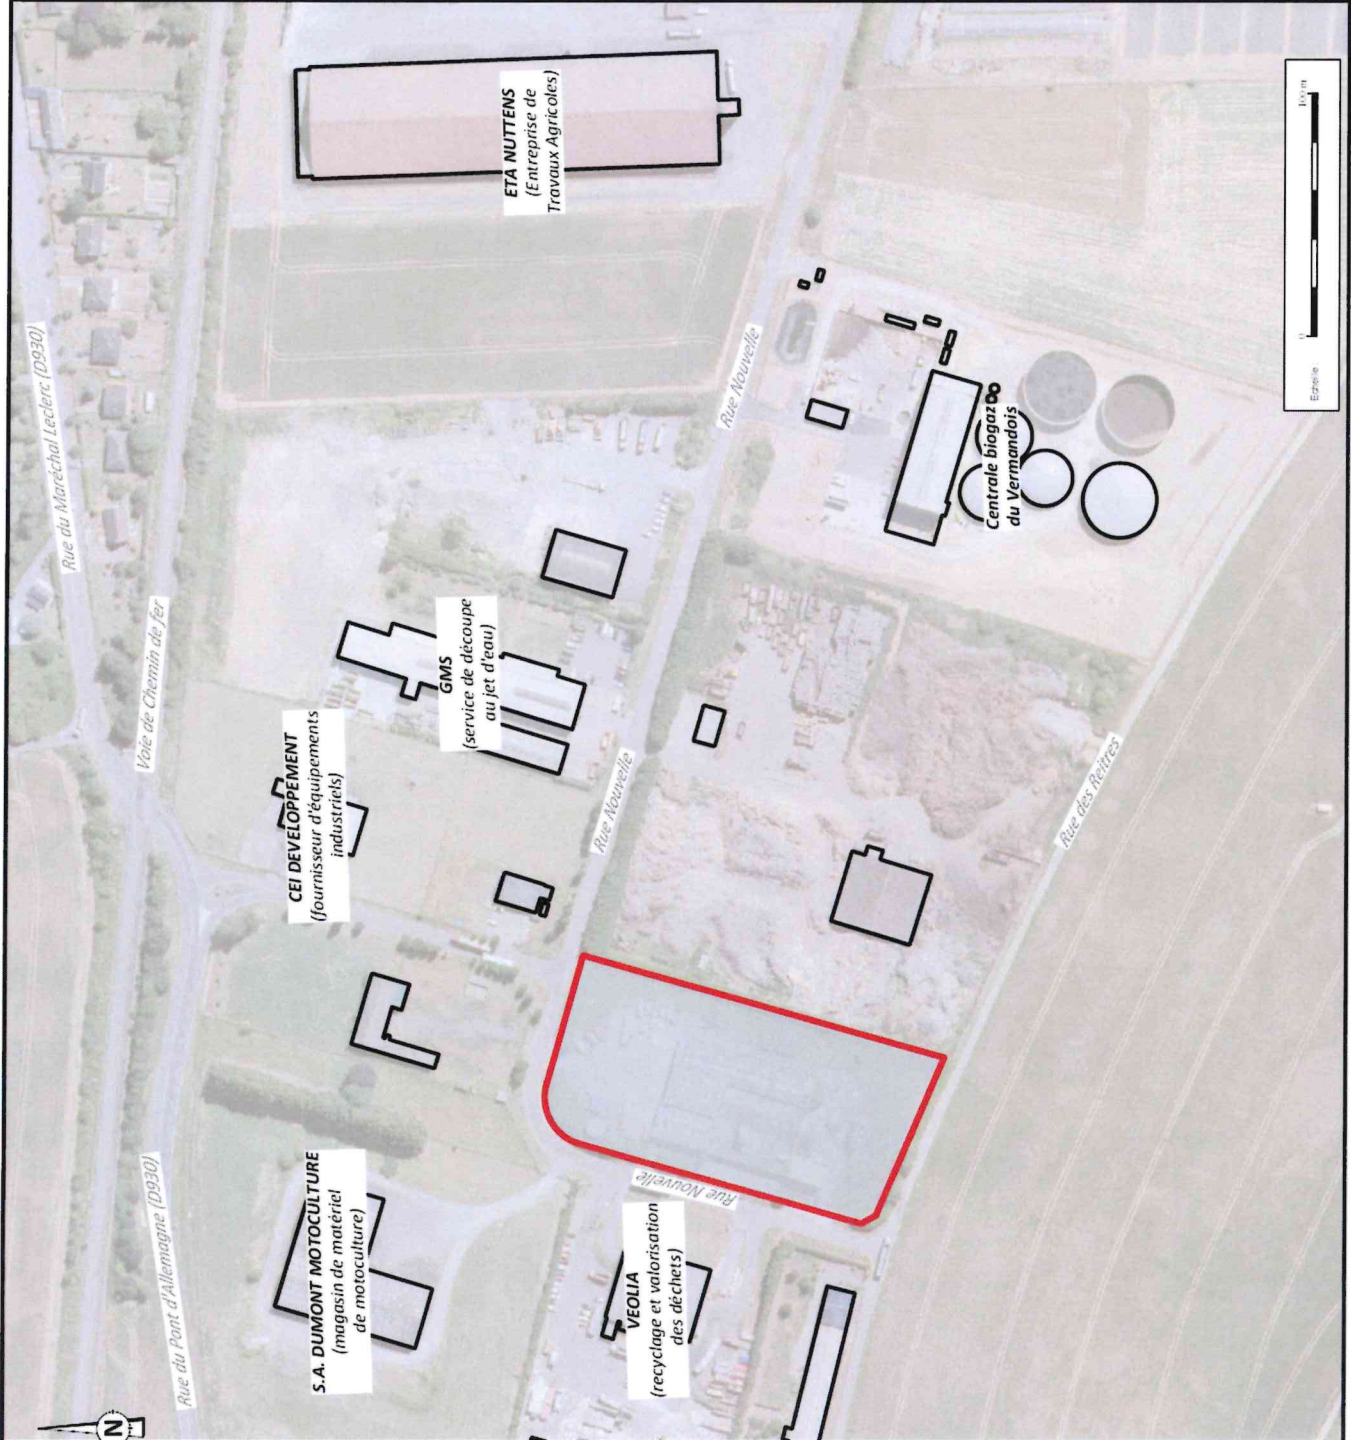 Rue du Maréchal Leclerc (D930)
N
Voie de Chemin de fer
Rue du Pont d'Allemagne (D930)
S.A. DUMONT MOTOCULTURE
(magasin de matériel
de motoculture)
CEI DEVELOPPEMENT
(fournisseur d'équipements
industriels)
GMS
(service de découpe
au jet d'eau)
ETA NUTTENS
(Entreprise de
Travaux Agricoles)
Rue Nouvelle
VEOLIA
(recyclage et valorisation
des déchets)
Rue Nouvelle
Rue Nouvelle
Centrale biogaz
du Vermandois
Rue des Reitres
Echelle
0
100 m